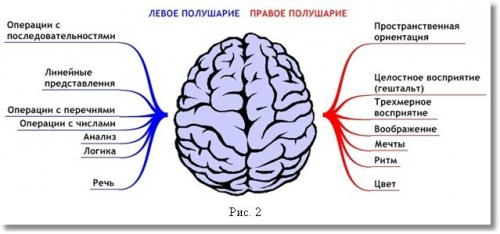 ЛЕВОЕ ПОЛУШАРИЕ ПРАВОЕ ПОЛУШАРИЕ
Операции с
последовательностями
Линейные
представления
Операции с перечнями
Операции с числами
Анализ
Логика
Речь
Пространственная
ориентация
Целостное восприятие
(гештальт)
Трехмерное
восприятие
Воображение
Мечты
Ритм
Цвет
Рис. 2